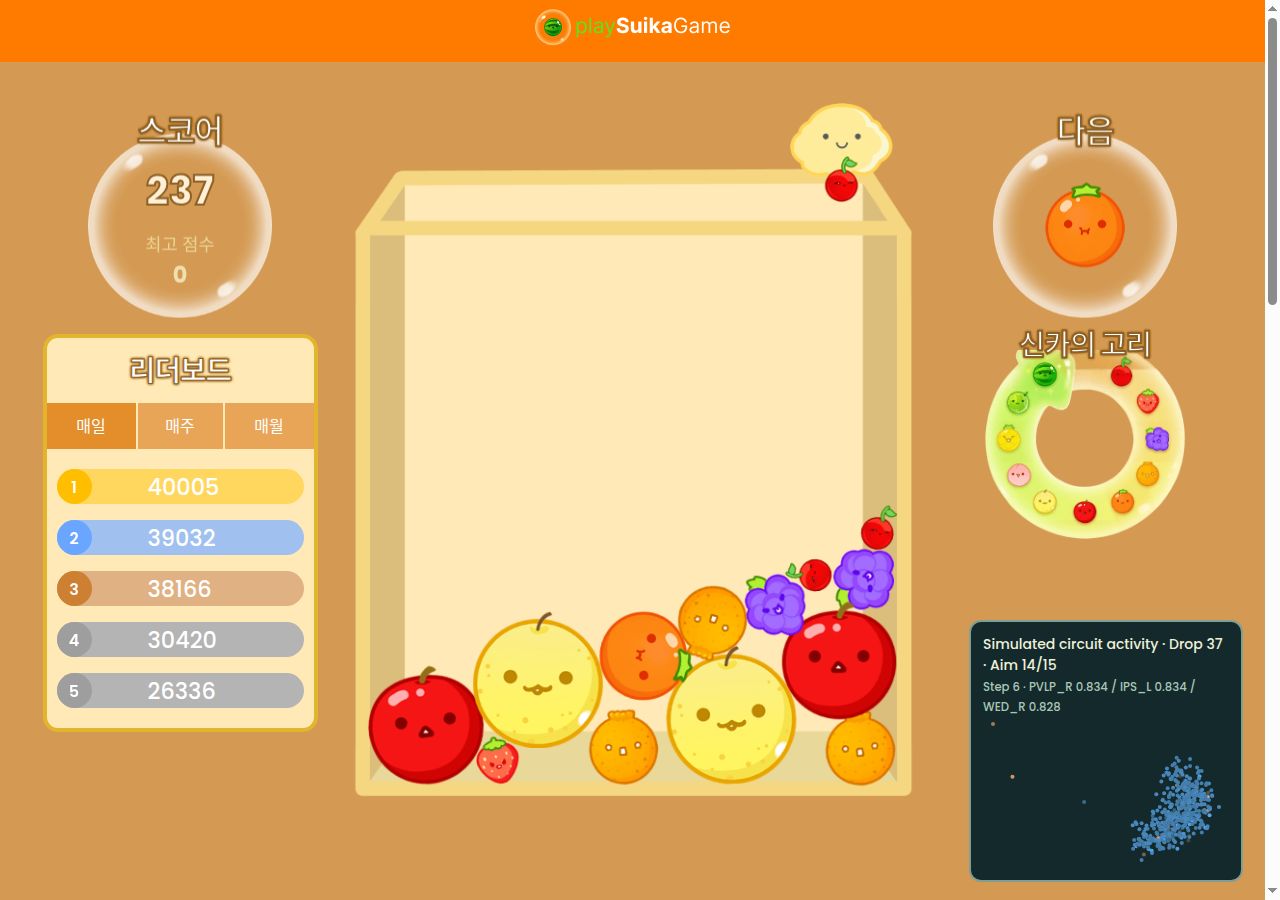 playSuikaGame
스코어
237
최고 점수
0
다음
리더보드
매일 매주 매월
1 40005
2 39032
3 38166
4 30420
5 26336
신카의 고리
Simulated circuit activity · Drop 37
· Aim 14/15
Step 6 · PVLP_R 0.834 / IPS_L 0.834 /
WED_R 0.828